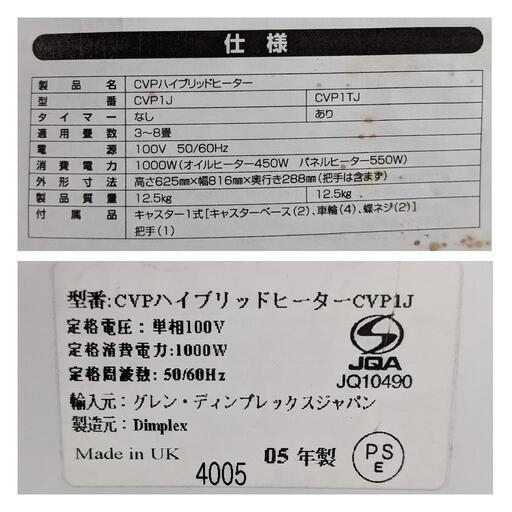 仕様
製品名 CVPハイブリッドヒーター
型番 CVP1J CVP1TJ
タイマー なし あり
適用畳数 3〜8畳
電源 100V 50/60Hz
消費電力 1000W(オイルヒーター450W パネルヒーター550W)
外形寸法 高さ625mm×幅816mm×奥行き288mm(把手は含まず)
製品質量 12.5kg 12.5kg
付属品 キャスター1式[キャスターベース(2)、車輪(4)、蝶ネジ(2)]
把手(1)
型番:CVPハイブリッドヒーターCVP1J
定格電圧:単相100V
定格消費電力:1000W
定格周波数: 50/60Hz
JQA
JQ10490
輸入元: グレン・ディンプレックスジャパン
製造元: Dimplex
Made in UK 4005 05年製
PS
E